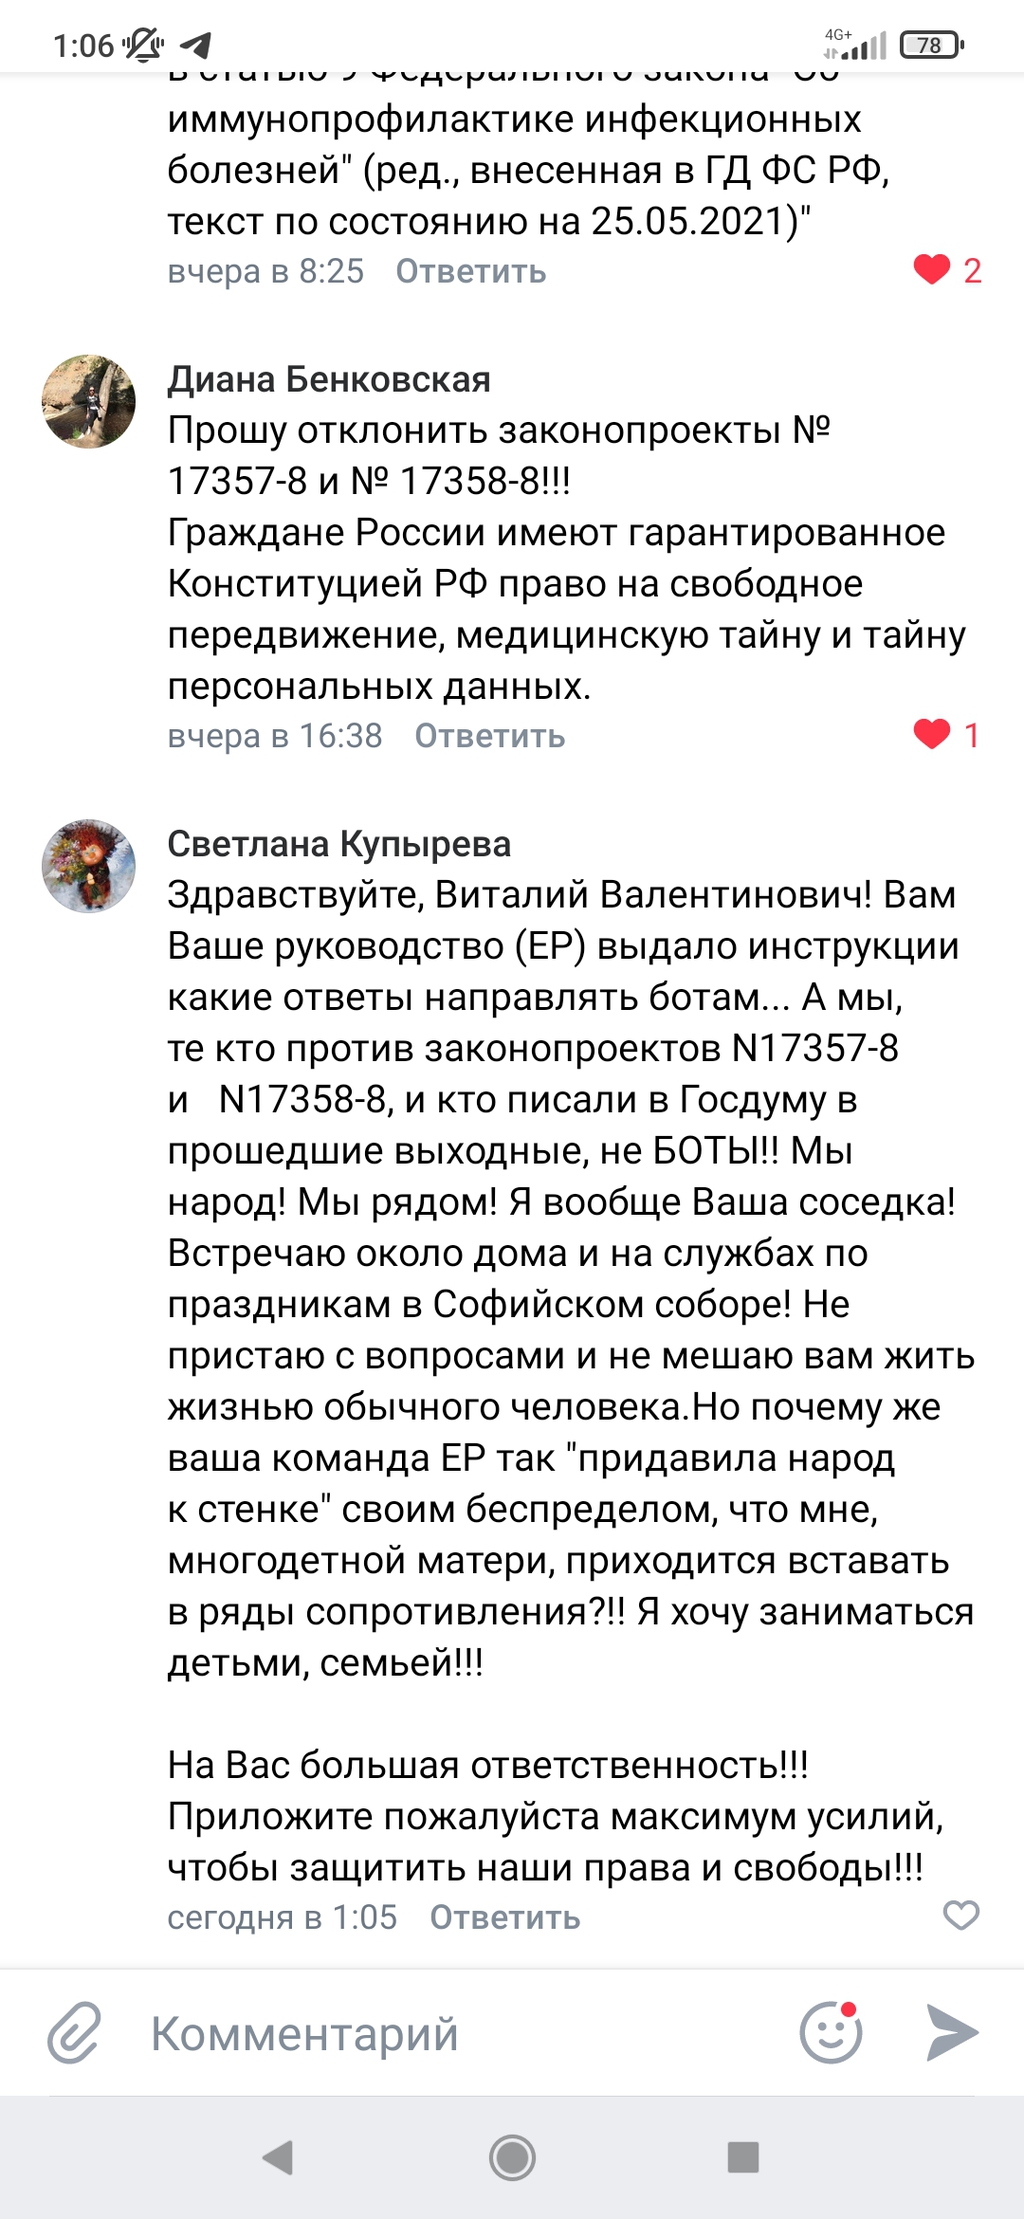 1:06
4G+
78
в статью 9 Федерального закона "Об
иммунопрофилактике инфекционных
болезней" (ред., внесенная в ГД ФС РФ,
текст по состоянию на 25.05.2021)"
вчера в 8:25 Ответить 2
Диана Бенковская
Прошу отклонить законопроекты №
17357-8 и № 17358-8!!!
Граждане России имеют гарантированное
Конституцией РФ право на свободное
передвижение, медицинскую тайну и тайну
персональных данных.
вчера в 16:38 Ответить 1
Светлана Купырева
Здравствуйте, Виталий Валентинович! Вам
Ваше руководство (ЕР) выдало инструкции
какие ответы направлять ботам... А мы,
те кто против законопроектов N17357-8
и N17358-8, и кто писали в Госдуму в
прошедшие выходные, не БОТЫ!! Мы
народ! Мы рядом! Я вообще Ваша соседка!
Встречаю около дома и на службах по
праздникам в Софийском соборе! Не
пристаю с вопросами и не мешаю вам жить
жизнью обычного человека.Но почему же
ваша команда ЕР так "придавила народ
к стенке" своим беспределом, что мне,
многодетной матери, приходится вставать
в ряды сопротивления?!! Я хочу заниматься
детьми, семьей!!!
На Вас большая ответственность!!!
Приложите пожалуйста максимум усилий,
чтобы защитить наши права и свободы!!!
сегодня в 1:05 Ответить
Комментарий